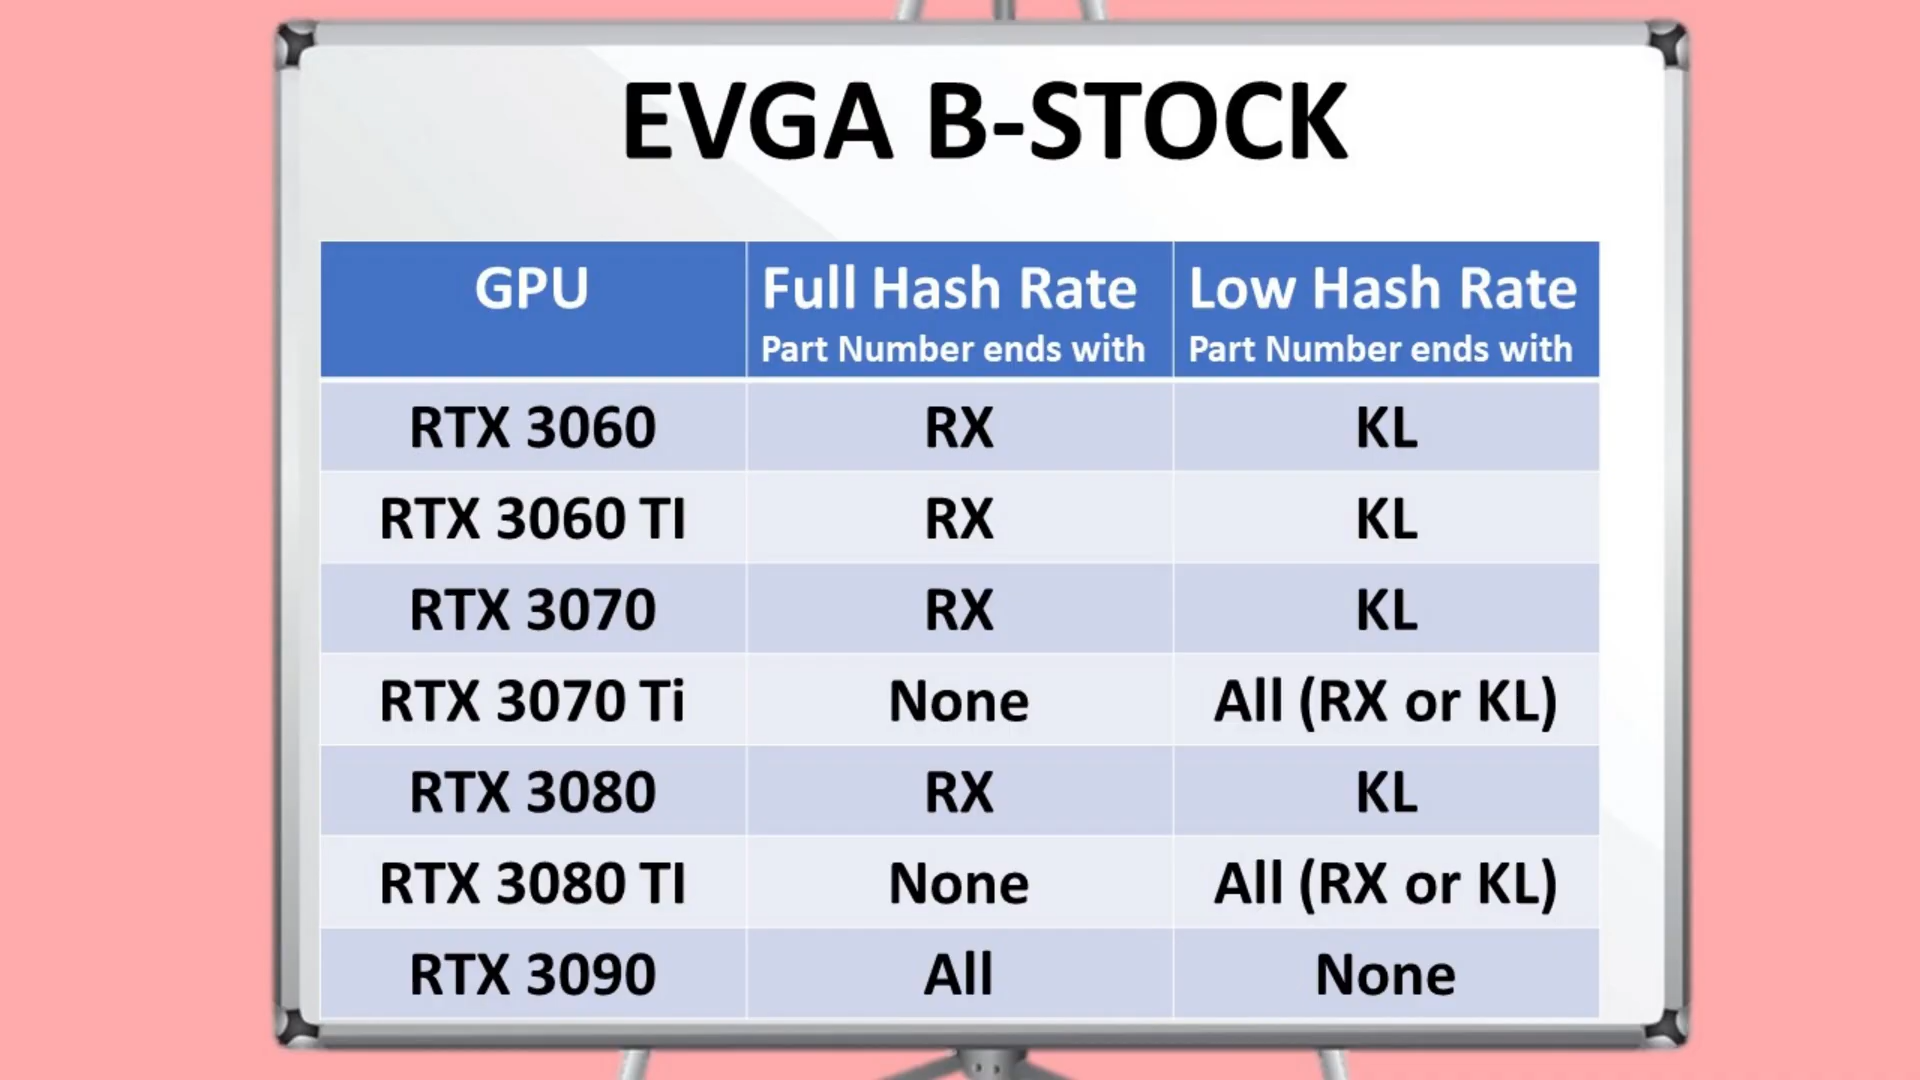 EVGA B-STOCK
GPU Full Hash Rate Low Hash Rate
Part Number ends with Part Number ends with
RTX 3060 RX KL
RTX 3060 TI RX KL
RTX 3070 RX KL
RTX 3070 Ti None All (RX or KL)
RTX 3080 RX KL
RTX 3080 TI None All (RX or KL)
RTX 3090 All None